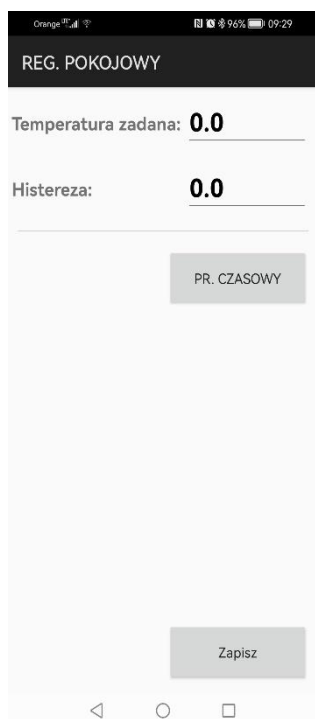 Orange 96% 09:29
REG. POKOJOWY
Temperatura zadana: 0.0
Histereza: 0.0
PR. CZASOWY
Zapisz